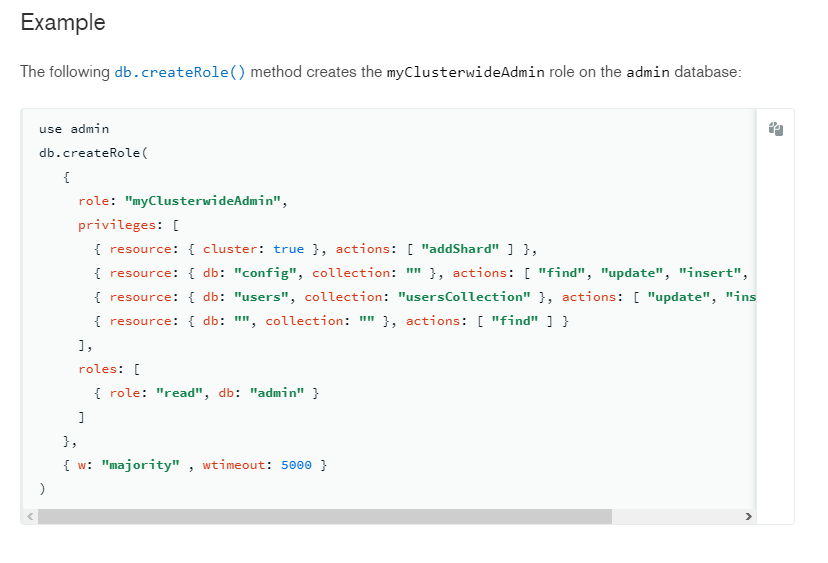 Example
The following db.createRole() method creates the myClusterwideAdmin role on the admin database:
use admin
db.createRole(
   {
     role: "myClusterwideAdmin",
     privileges: [
       { resource: { cluster: true }, actions: [ "addShard" ] },
       { resource: { db: "config", collection: "" }, actions: [ "find", "update", "insert",
       { resource: { db: "users", collection: "usersCollection" }, actions: [ "update", "ins
       { resource: { db: "", collection: "" }, actions: [ "find" ] }
     ],
     roles: [
       { role: "read", db: "admin" }
     ]
   },
   { w: "majority" , wtimeout: 5000 }
)